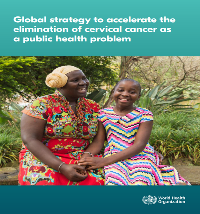 Global strategy to accelerate the
elimination of cervical cancer as
a public health problem
World Health
Organization